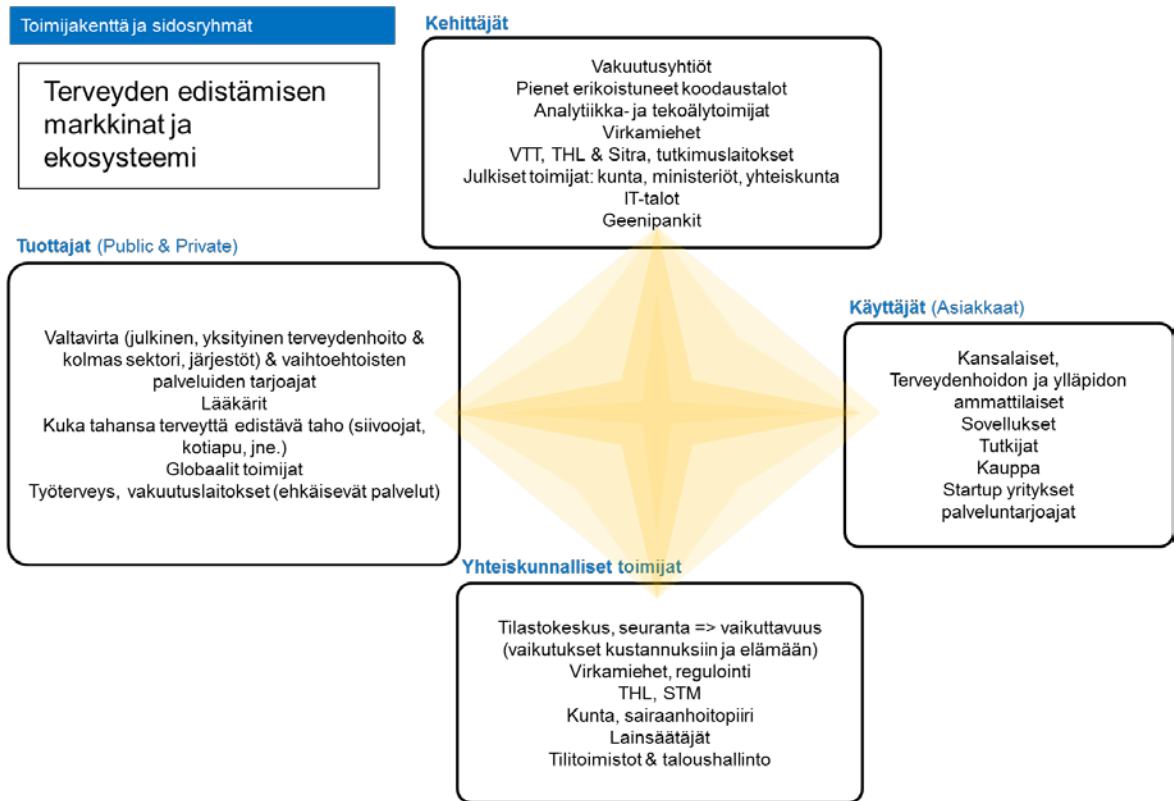 Toimijakenttä ja sidosryhmät
Terveyden edistämisen
markkinat ja
ekosysteemi
Kehittäjät
Vakuutusyhtiöt
Pienet erikoistuneet koodaustalot
Analytiikka- ja tekoälytoimijat
Virkamiehet
VTT, THL & Sitra, tutkimuslaitokset
Julkiset toimijat: kunta, ministeriöt, yhteiskunta
IT-talot
Geenipankit
Tuottajat (Public & Private)
Valtavirta (julkinen, yksityinen terveydenhoito &
kolmas sektori, järjestöt) & vaihtoehtoisten
palveluiden tarjoajat
Lääkärit
Kuka tahansa terveyttä edistävä taho (siivoojat,
kotiapu, jne.)
Globaalit toimijat
Työterveys, vakuutuslaitokset (ehkäisevät palvelut)
Käyttäjät (Asiakkaat)
Kansalaiset,
Terveydenhoidon ja ylläpidon
ammattilaiset
Sovellukset
Tutkijat
Kauppa
Startup yritykset
palveluntarjoajat
Yhteiskunnalliset toimijat
Tilastokeskus, seuranta => vaikuttavuus
(vaikutukset kustannuksiin ja elämään)
Virkamiehet, regulointi
THL, STM
Kunta, sairaanhoitopiiri
Lainsäätäjät
Tilitoimistot & taloushallinto